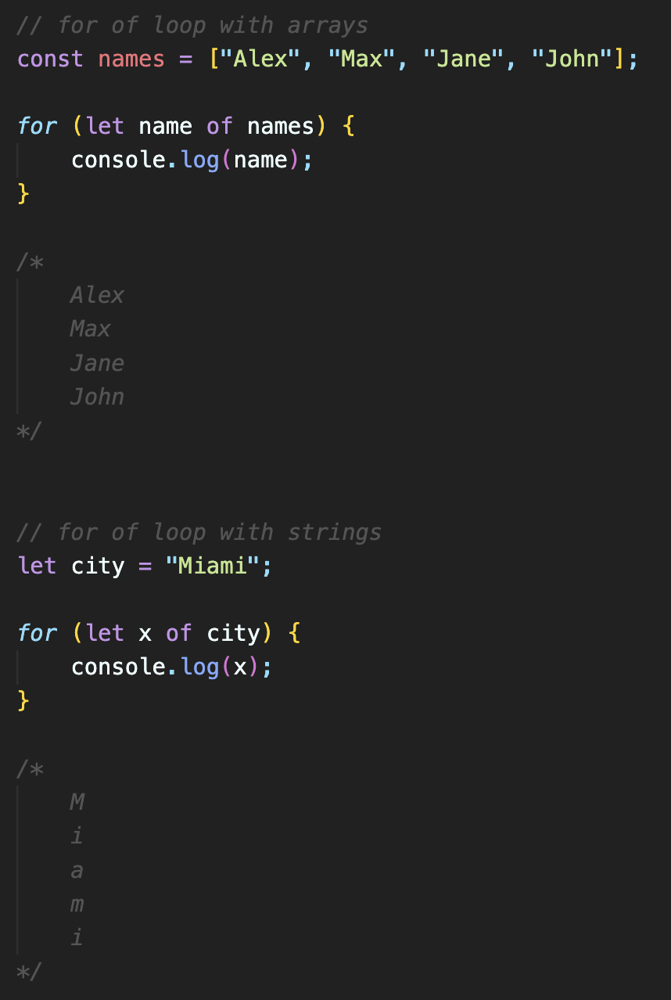 // for of loop with arrays
const names = ["Alex", "Max", "Jane", "John"];
for (let name of names) {
    console.log(name);
}
/*
    Alex
    Max
    Jane
    John
*/
// for of loop with strings
let city = "Miami";
for (let x of city) {
    console.log(x);
}
/*
    M
    i
    a
    m
    i
*/